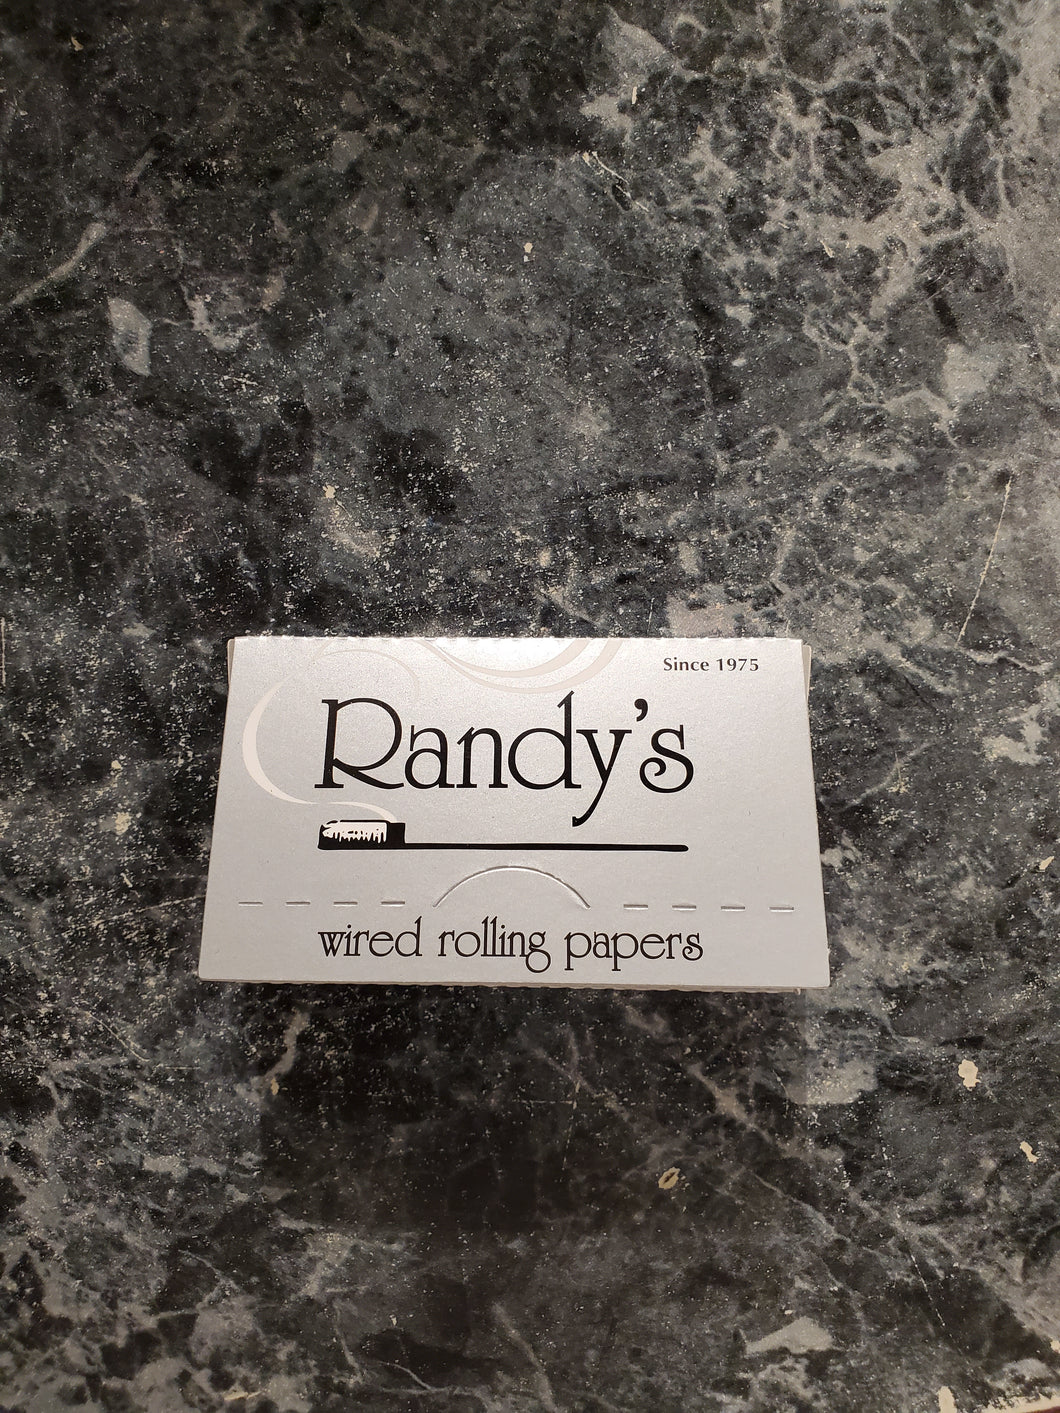 Since 1975
Randy's
wired rolling papers